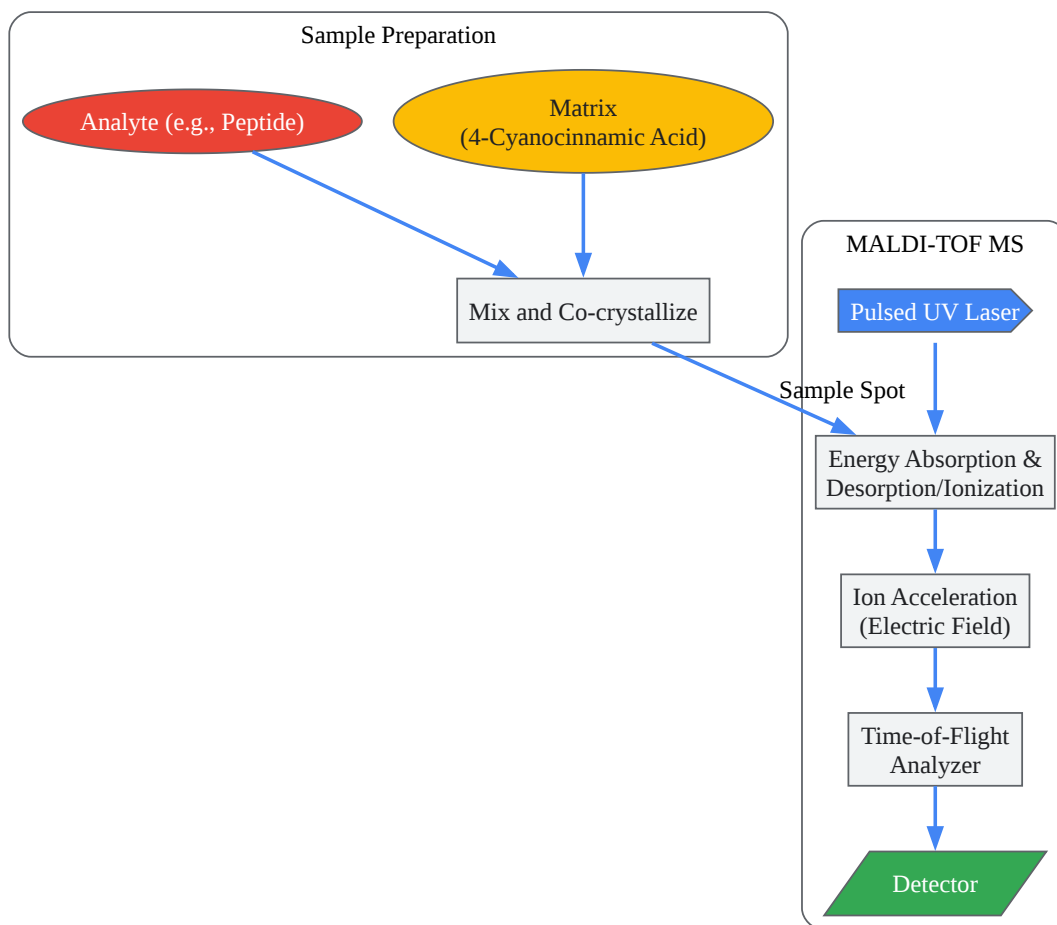 Sample Preparation
Analyte (e.g., Peptide)
Matrix
(4-Cyanocinnamic Acid)
Mix and Co-crystallize
MALDI-TOF MS
Pulsed UV Laser
Sample Spot
Energy Absorption &
Desorption/Ionization
Ion Acceleration
(Electric Field)
Time-of-Flight
Analyzer
Detector